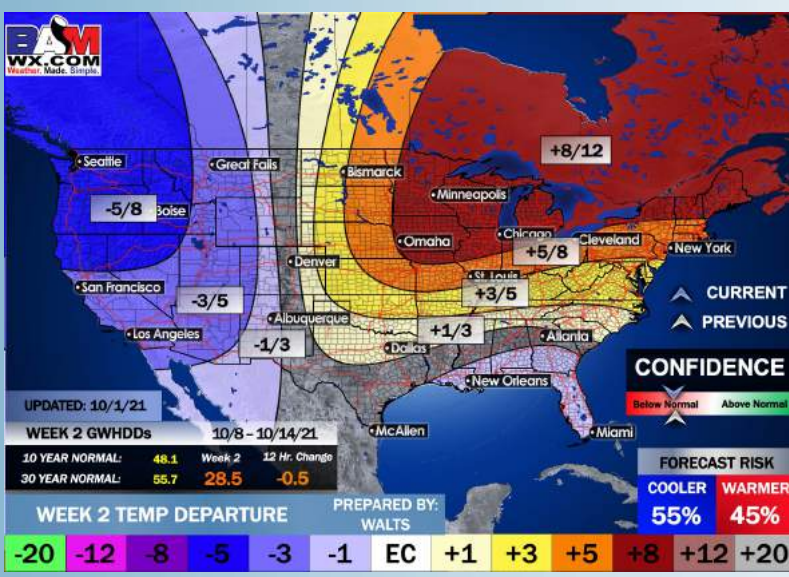 BAM
WX.COM
Weather. Made. Simple.
Seattle
Great Falls
Bismarck
+8/12
Minneapolis
-5/8
Boise
Omaha
Chicago
Cleveland
+5/8
New York
Denver
St. Louis
San Francisco
-3/5
+3/5
CURRENT
Albuquerque
+1/3
PREVIOUS
Los Angeles
-1/3
Dallas
Atlanta
CONFIDENCE
New Orleans
Below Normal Above Normal
UPDATED: 10/1/21
McAllen
Miami
WEEK 2 GWHDDs 10/8 - 10/14/21
10 YEAR NORMAL: 48.1 Week 2 12 Hr. Change
30 YEAR NORMAL: 55.7 28.5 -0.5
FORECAST RISK
COOLER WARMER
55% 45%
WEEK 2 TEMP DEPARTURE
PREPARED BY:
WALTS
-20 -12 -8 -5 -3 -1 EC +1 +3 +5 +8 +12 +20